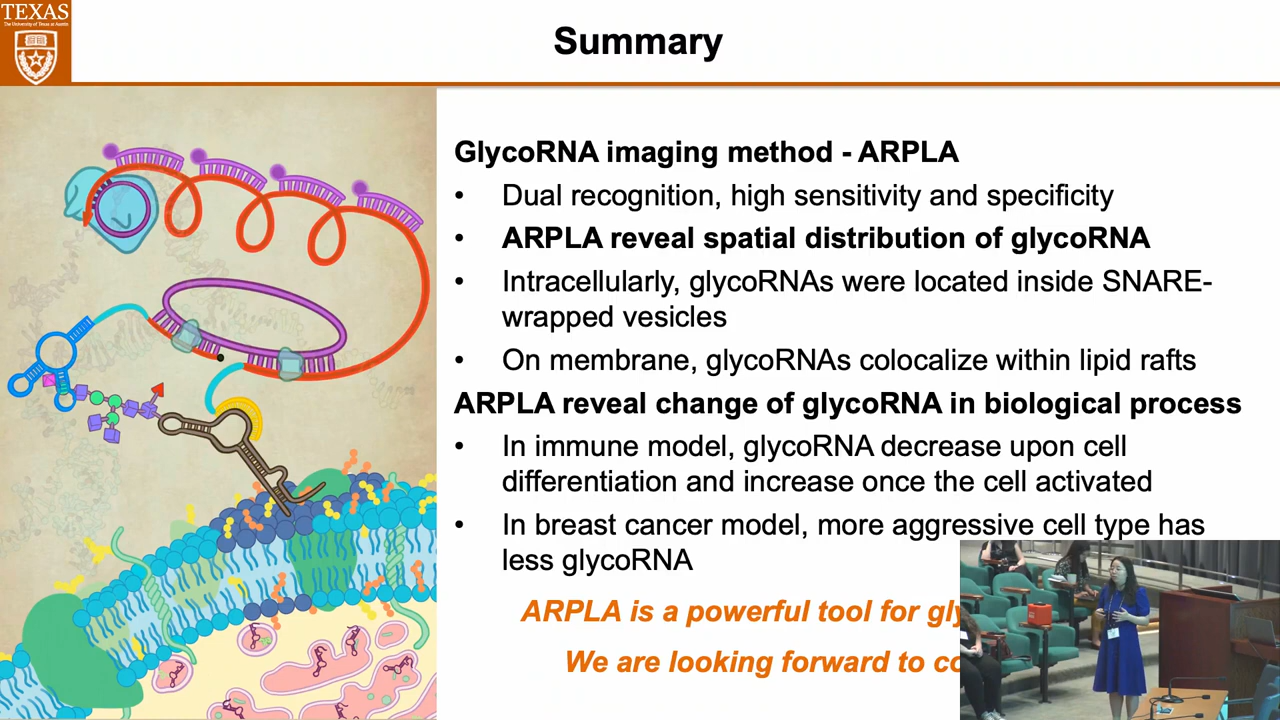 TEXAS
The University of Texas at Austin
Summary
GlycoRNA imaging method - ARPLA
• Dual recognition, high sensitivity and specificity
• ARPLA reveal spatial distribution of glycoRNA
• Intracellularly, glycoRNAs were located inside SNARE-
wrapped vesicles
• On membrane, glycoRNAs colocalize within lipid rafts
ARPLA reveal change of glycoRNA in biological process
• In immune model, glycoRNA decrease upon cell
differentiation and increase once the cell activated
• In breast cancer model, more aggressive cell type has
less glycoRNA
ARPLA is a powerful tool for
We are looking forward to